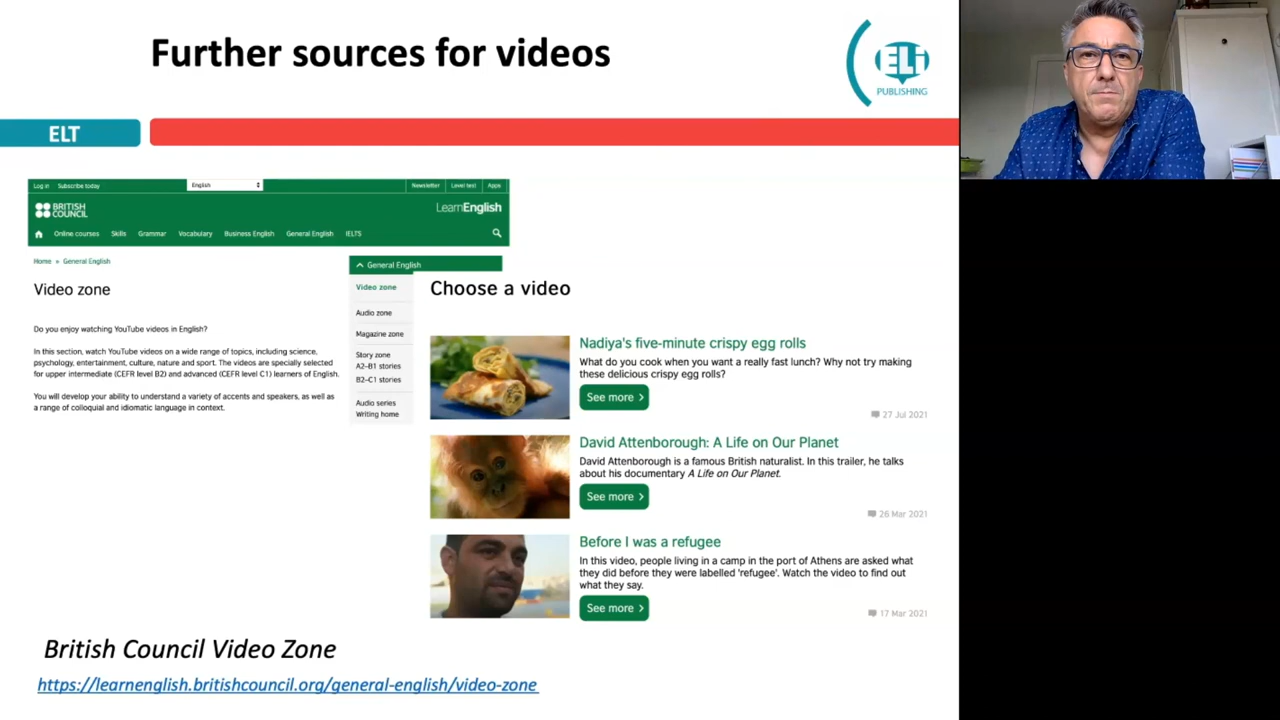 Further sources for videos
ELi
PUBLISHING
ELT
Log in Subscribe today English Newsletter Level test Apps
BRITISH
COUNCIL
LearnEnglish
Online courses Skills Grammar Vocabulary Business English General English IELTS
Home » General English
Video zone
Do you enjoy watching YouTube videos in English?
In this section, watch YouTube videos on a wide range of topics, including science,
psychology, entertainment, culture, nature and sport. The videos are specially selected
for upper intermediate (CEFR level B2) and advanced (CEFR level C1) learners of English.
You will develop your ability to understand a variety of accents and speakers, as well as
a range of colloquial and idiomatic language in context.
General English
Video zone
Audio zone
Magazine zone
Story zone
A2–B1 stories
B2–C1 stories
Audio series
Writing home
Choose a video
Nadiya's five-minute crispy egg rolls
What do you cook when you want a really fast lunch? Why not try making
these delicious crispy egg rolls?
See more >
27 Jul 2021
David Attenborough: A Life on Our Planet
David Attenborough is a famous British naturalist. In this trailer, he talks
about his documentary A Life on Our Planet.
See more >
26 Mar 2021
Before I was a refugee
In this video, people living in a camp in the port of Athens are asked what
they did before they were labelled 'refugee'. Watch the video to find out
what they say.
See more >
17 Mar 2021
British Council Video Zone
https://learnenglish.britishcouncil.org/general-english/video-zone